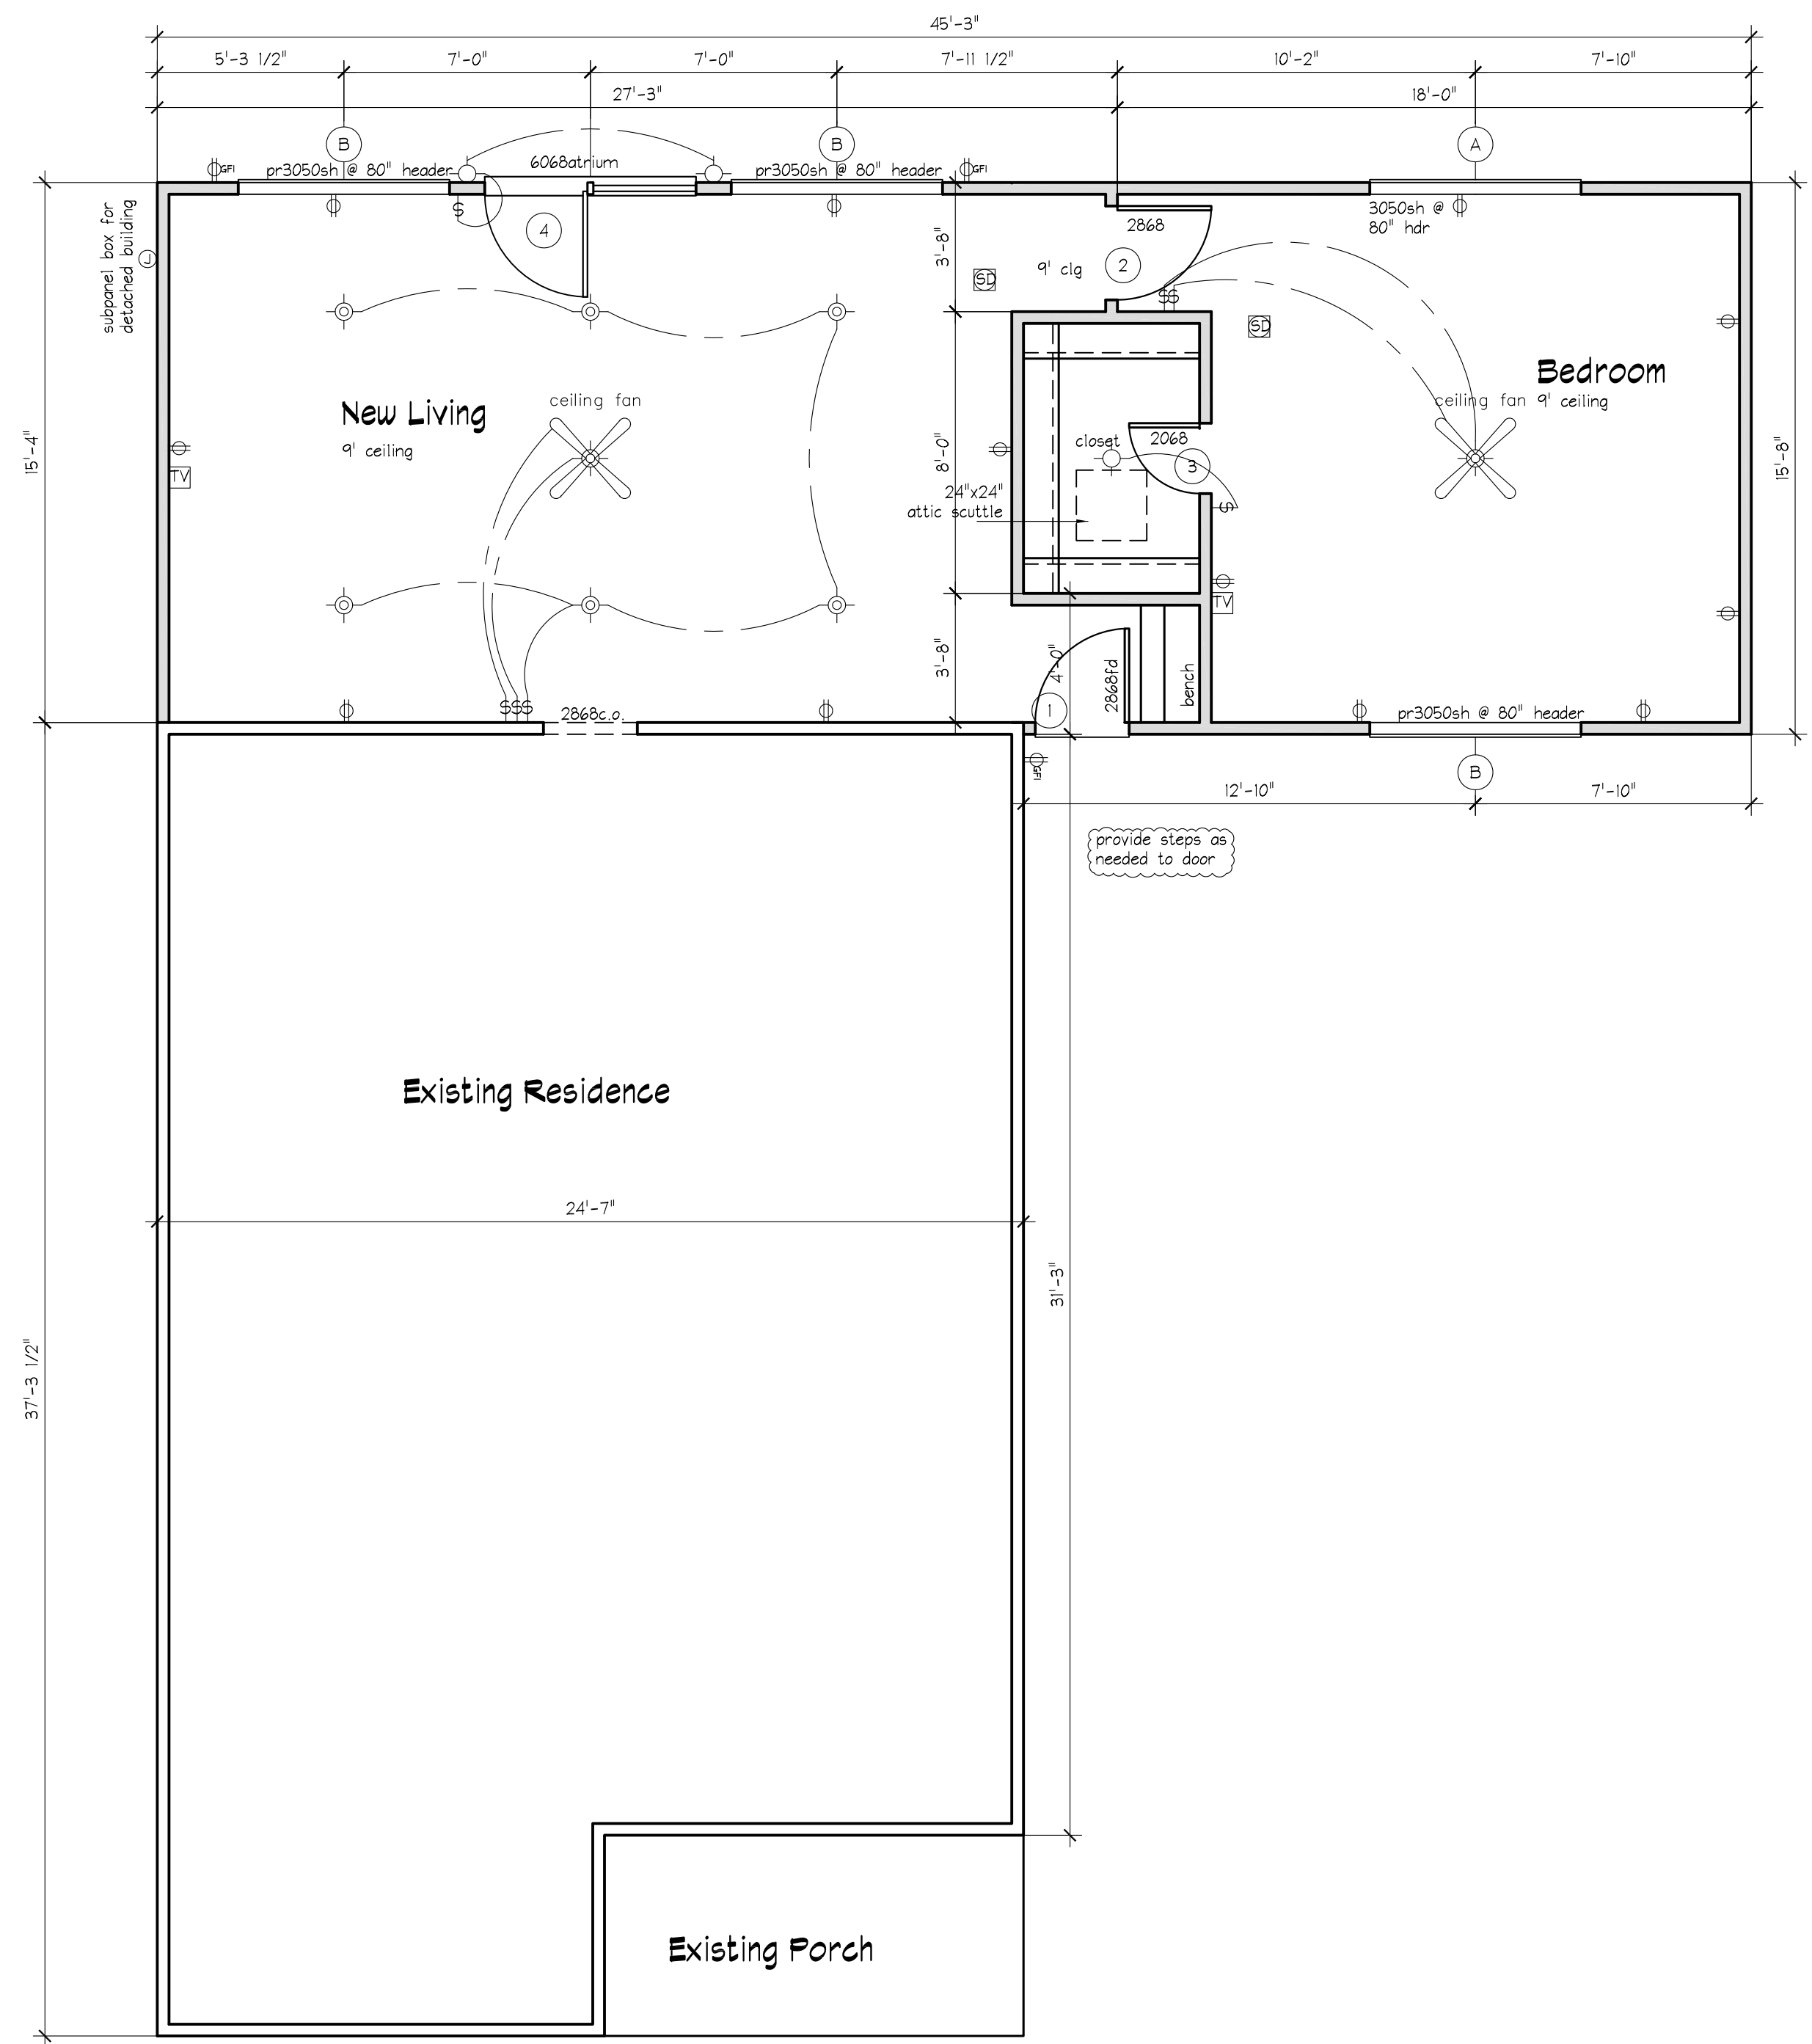 45'-3"
5'-3 1/2"
7'-0"
7'-0"
7'-11 1/2"
10'-2"
7'-10"
27'-3"
18'-0"
B
B
A
GFI
pr3050sh @ 80" header
6068atrium
pr3050sh @ 80" header
GFI
subpanel box for
detached building
S
4
3'-8"
2868
3050sh @
80" hdr
SD
9' clg
2
SS
SD
New Living
9' ceiling
ceiling fan
Bedroom
ceiling fan
9' ceiling
15'-4"
15'-8"
TV
8'-0"
closet
2068
3
24"x24"
attic scuttle
S
TV
3'-8"
4'-0"
2868fd
bench
1
SSS
2868c.o.
pr3050sh @ 80" header
GFI
B
12'-10"
7'-10"
provide steps as
needed to door
Existing Residence
24'-7"
31'-3"
37'-3 1/2"
Existing Porch